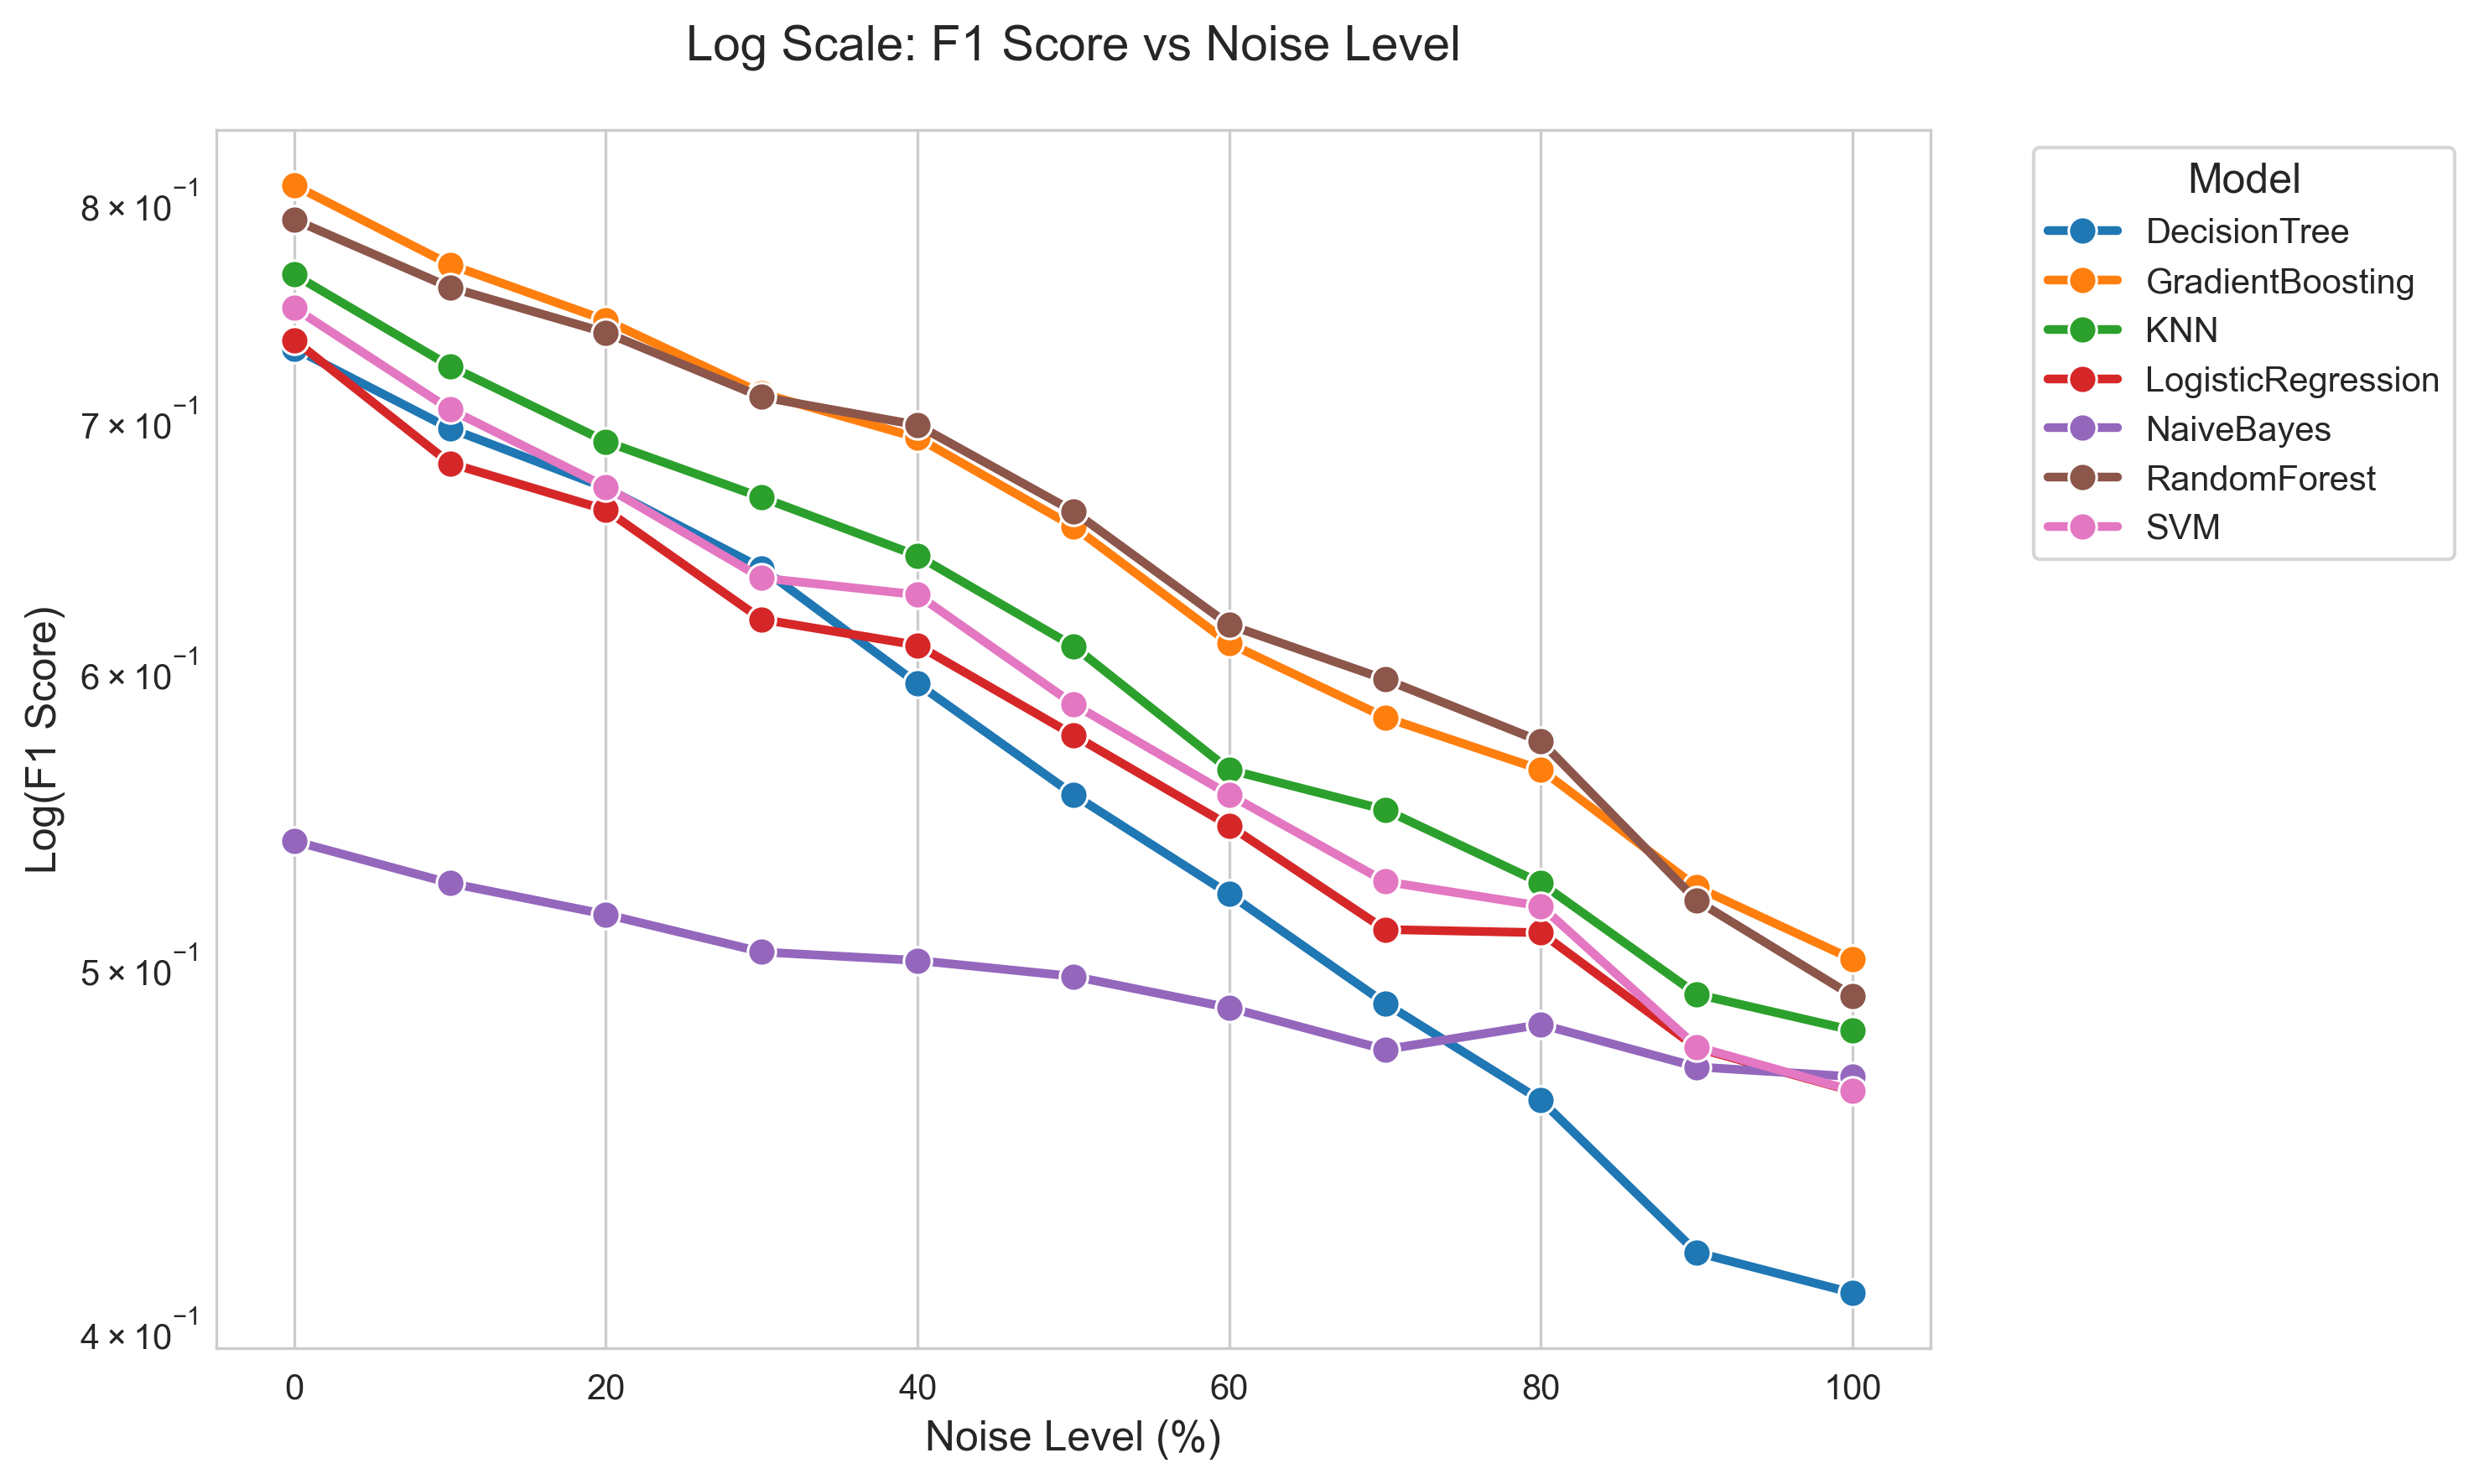 Log Scale: F1 Score vs Noise Level
8 × 10⁻¹
7 × 10⁻¹
6 × 10⁻¹
5 × 10⁻¹
4 × 10⁻¹
Log(F1 Score)
0 20 40 60 80 100
Noise Level (%)
Model
DecisionTree
GradientBoosting
KNN
LogisticRegression
NaiveBayes
RandomForest
SVM